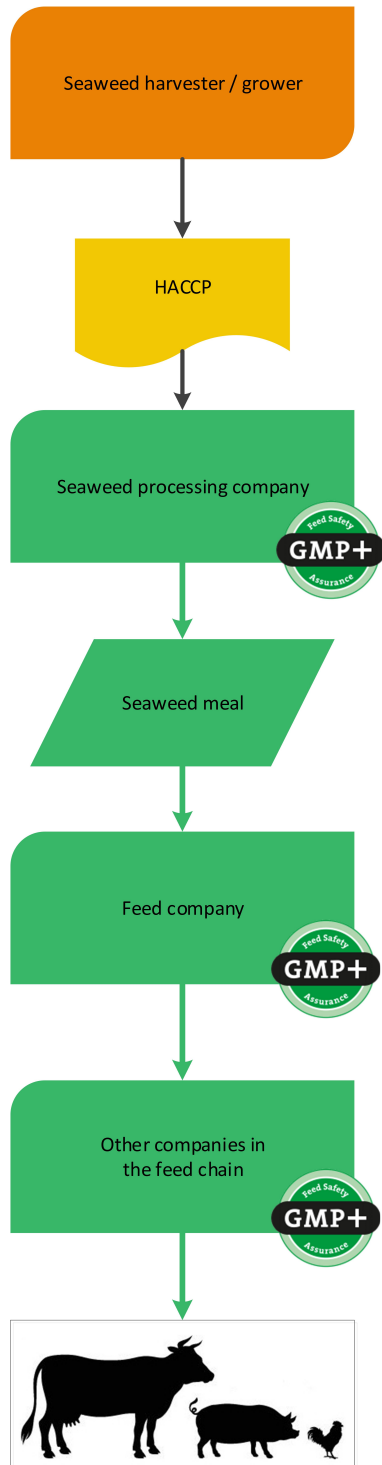 Seaweed harvester / grower
HACCP
Seaweed processing company
Feed Safety
GMP+
Assurance
Seaweed meal
Feed company
Feed Safety
GMP+
Assurance
Other companies in
the feed chain
Feed Safety
GMP+
Assurance